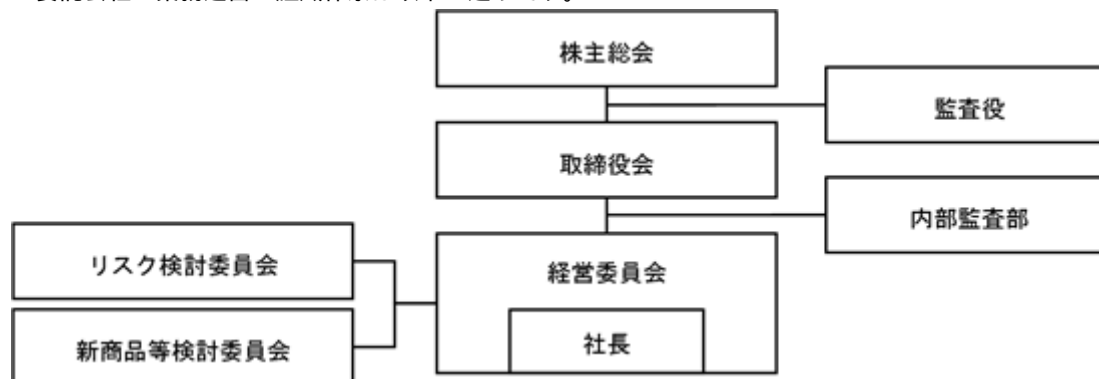 株主総会
監査役
取締役会
内部監査部
リスク検討委員会
経営委員会
新商品等検討委員会
社長